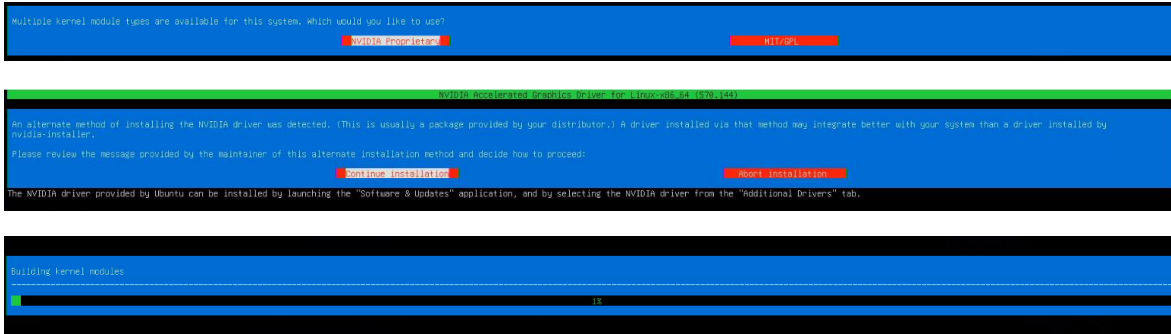 Multiple kernel module types are available for this system. Which would you like to use?
NVIDIA Proprietary
MIT/GPL
NVIDIA Accelerated Graphics Driver for Linux-x86_64 (570.144)
An alternate method of installing the NVIDIA driver was detected. (This is usually a package provided by your distributor.) A driver installed via that method may integrate better with your system than a driver installed by
nvidia-installer.
Please review the message provided by the maintainer of this alternate installation method and decide how to proceed:
Continue installation
Abort installation
The NVIDIA driver provided by Ubuntu can be installed by launching the "Software & Updates" application, and by selecting the NVIDIA driver from the "Additional Drivers" tab.
Building kernel modules
1%